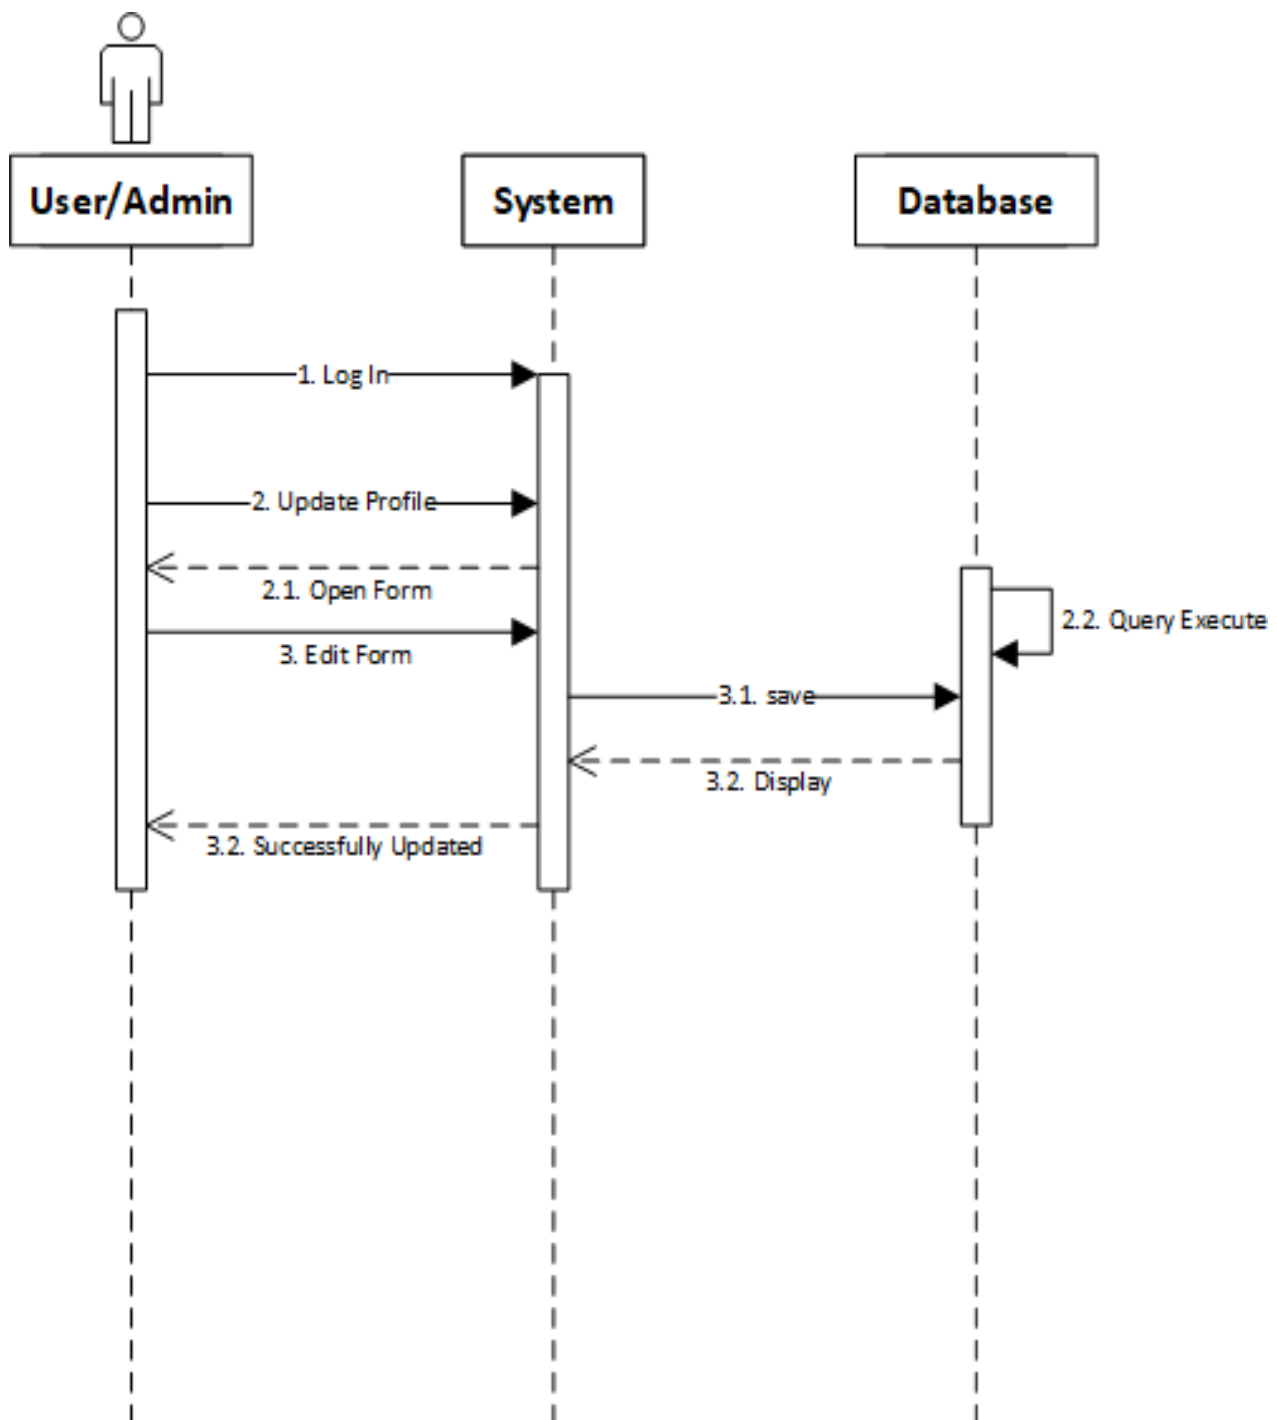 User/Admin
System
Database
1. Log In
2. Update Profile
2.1. Open Form
2.2. Query Execute
3. Edit Form
3.1. save
3.2. Display
3.2. Successfully Updated